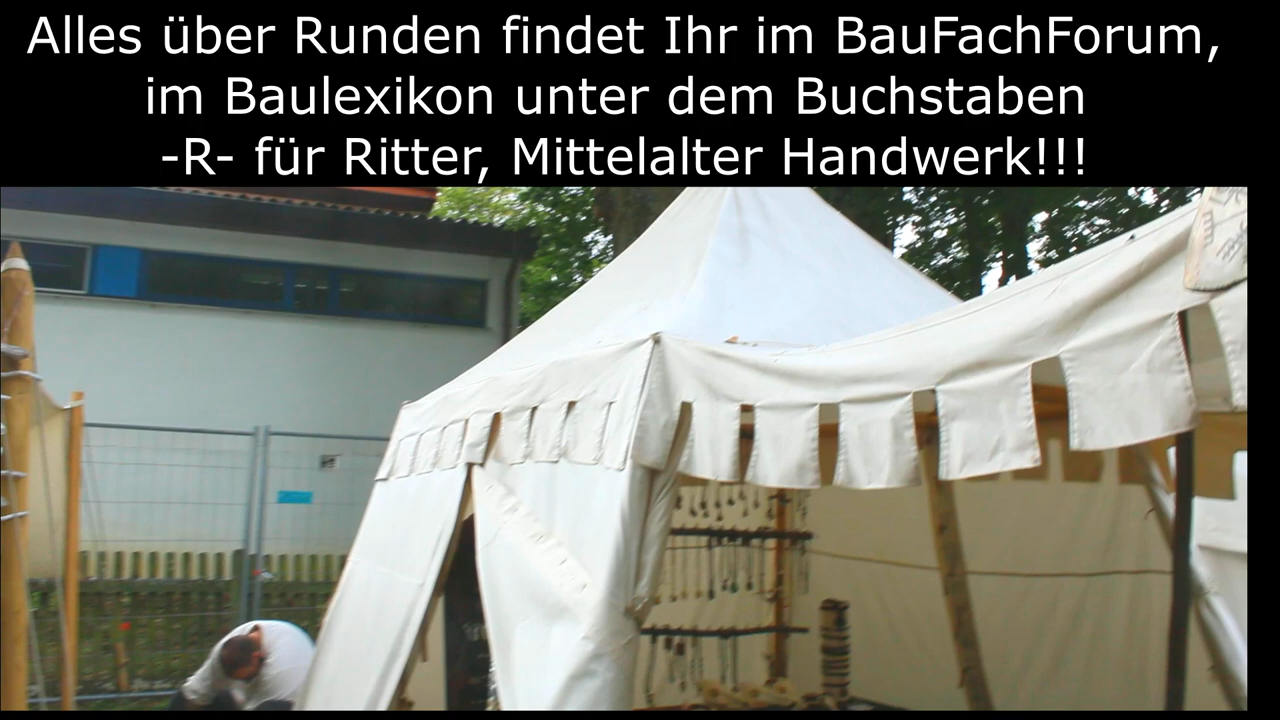 Alles über Runden findet Ihr im BauFachForum,
im Baulexikon unter dem Buchstaben
-R- für Ritter, Mittelalter Handwerk!!!